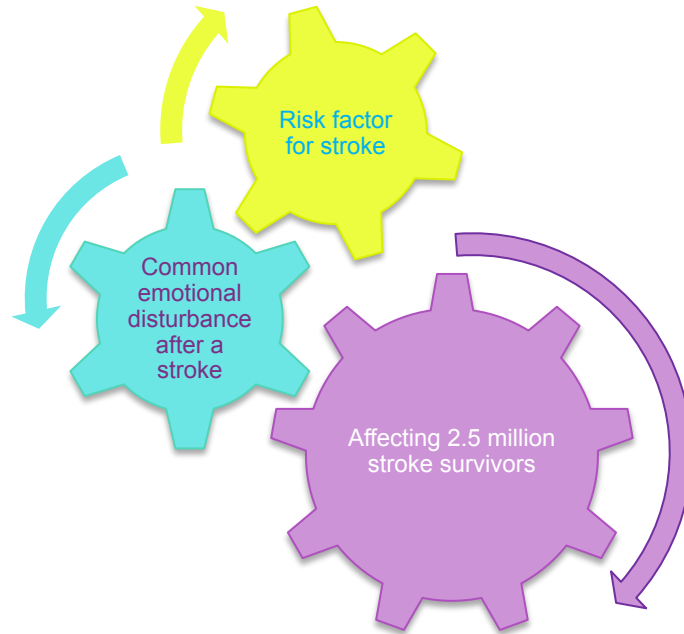 Risk factor
for stroke
Common
emotional
disturbance
after a
stroke
Affecting 2.5 million
stroke survivors